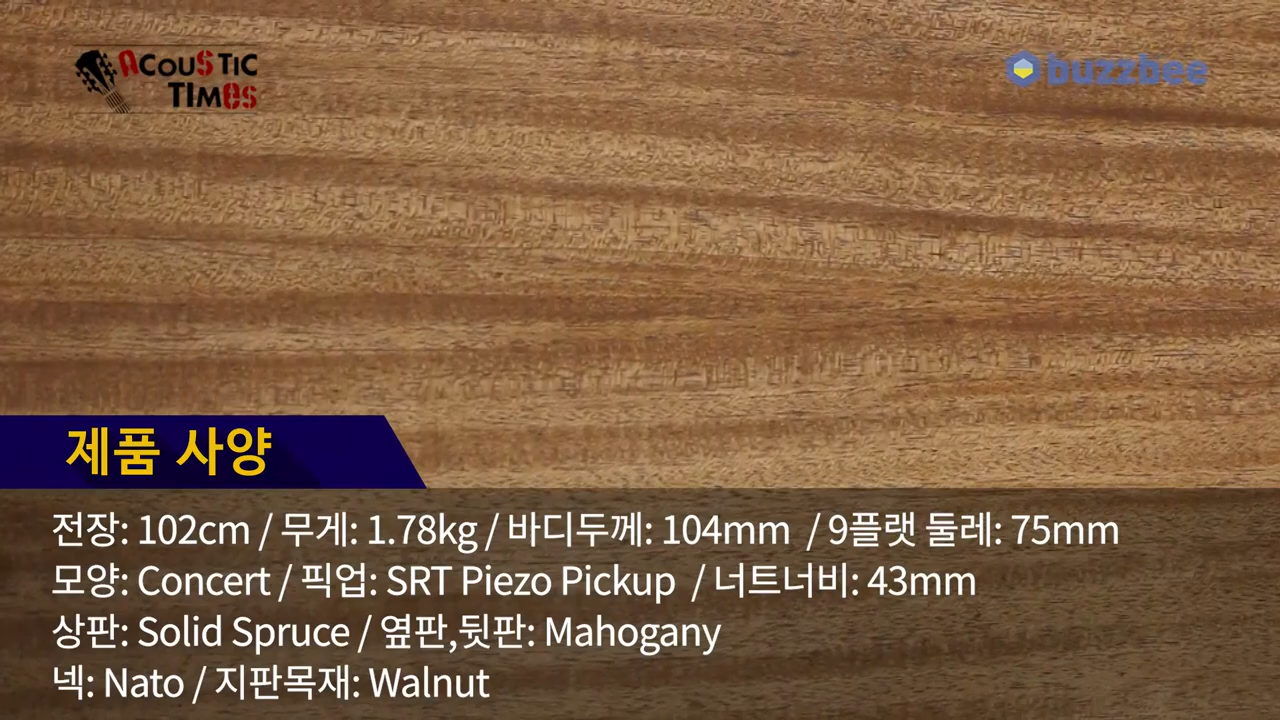 ACOUSTIC
TIMES
buzzbee
제품 사양
전장: 102cm / 무게: 1.78kg / 바디두께: 104mm / 9플랫 둘레: 75mm
모양: Concert / 픽업: SRT Piezo Pickup / 너트너비: 43mm
상판: Solid Spruce / 옆판,뒷판: Mahogany
넥: Nato / 지판목재: Walnut